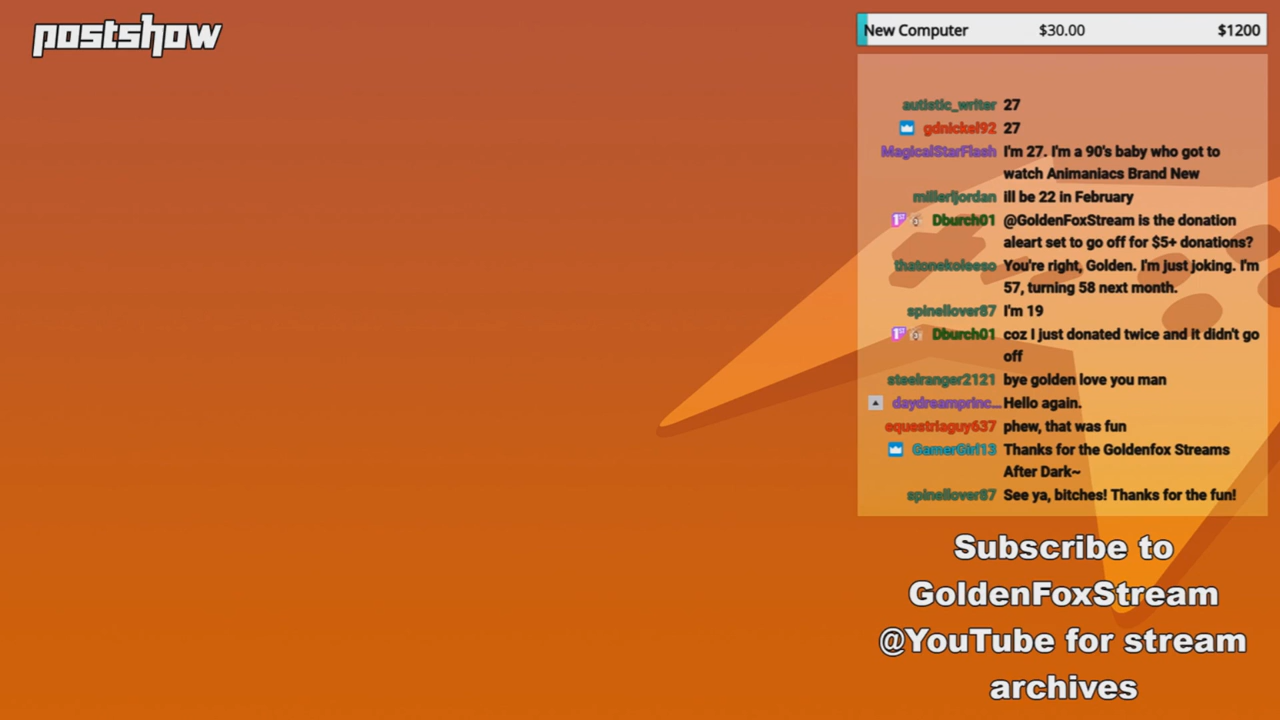 postshow
New Computer $30.00 $1200
autistic_writer 27
gdnickel92 27
MagicalStarFlash I'm 27. I'm a 90's baby who got to
watch Animaniacs Brand New
millerljordan ill be 22 in February
Dburch01 @GoldenFoxStream is the donation
aleart set to go off for $5+ donations?
thatonekoleeso You're right, Golden. I'm just joking. I'm
57, turning 58 next month.
spinellover87 I'm 19
Dburch01 coz I just donated twice and it didn't go
off
steelranger2121 bye golden love you man
daydreamprinc... Hello again.
equestriaguy637 phew, that was fun
GamerGirl13 Thanks for the Goldenfox Streams
After Dark~
spinellover87 See ya, bitches! Thanks for the fun!
Subscribe to
GoldenFoxStream
@YouTube for stream
archives